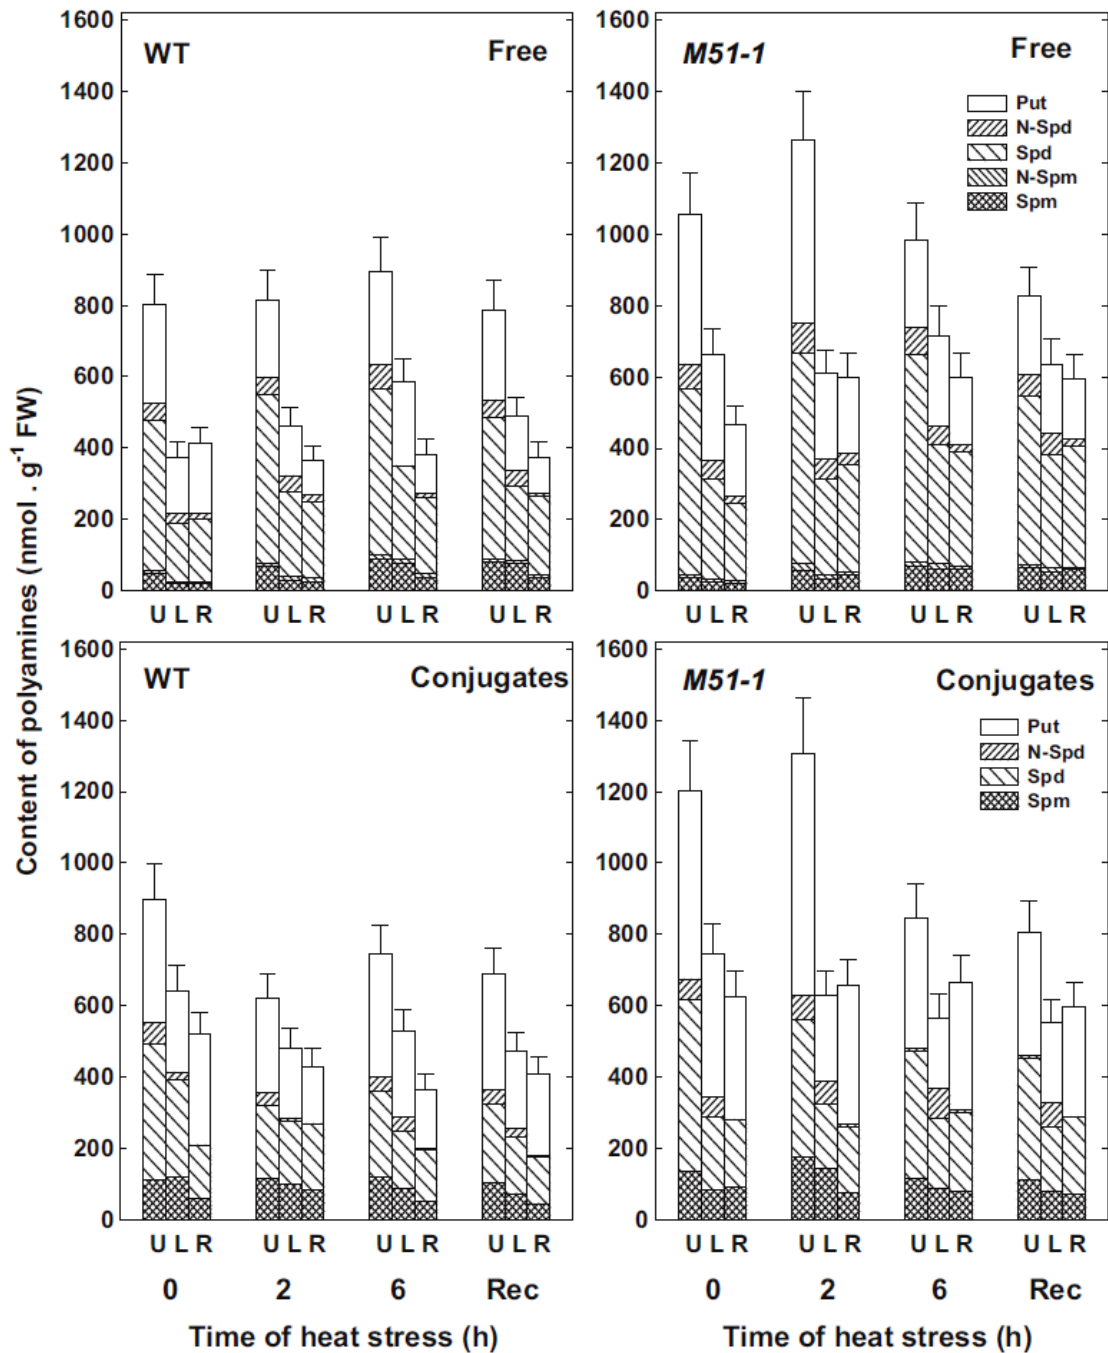 Content of polyamines (nmol . g⁻¹ FW)
WT Free
1600
1400
1200
1000
800
600
400
200
0
U L R U L R U L R U L R
M51-1 Free
Put
N-Spd
Spd
N-Spm
Spm
1600
1400
1200
1000
800
600
400
200
0
U L R U L R U L R U L R
WT Conjugates
1600
1400
1200
1000
800
600
400
200
0
U L R U L R U L R U L R
0 2 6 Rec
Time of heat stress (h)
M51-1 Conjugates
Put
N-Spd
Spd
Spm
1600
1400
1200
1000
800
600
400
200
0
U L R U L R U L R U L R
0 2 6 Rec
Time of heat stress (h)